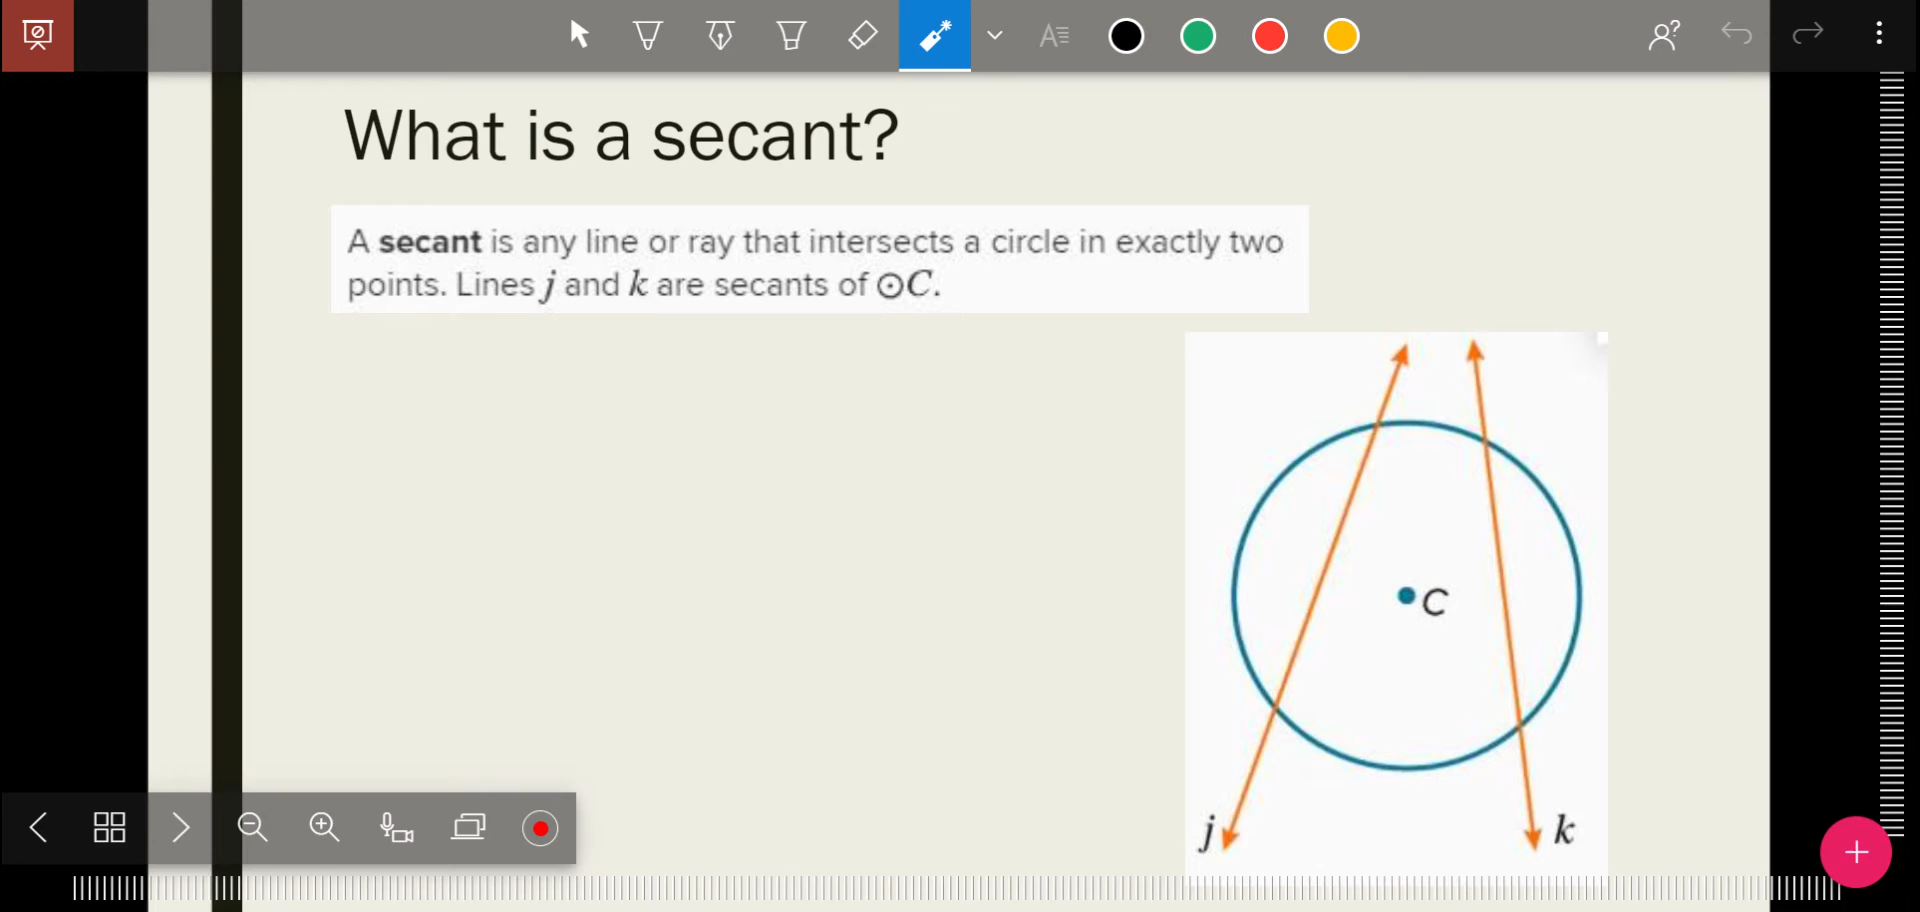 What is a secant?
A secant is any line or ray that intersects a circle in exactly two
points. Lines j and k are secants of ⊙C.
C
j
k